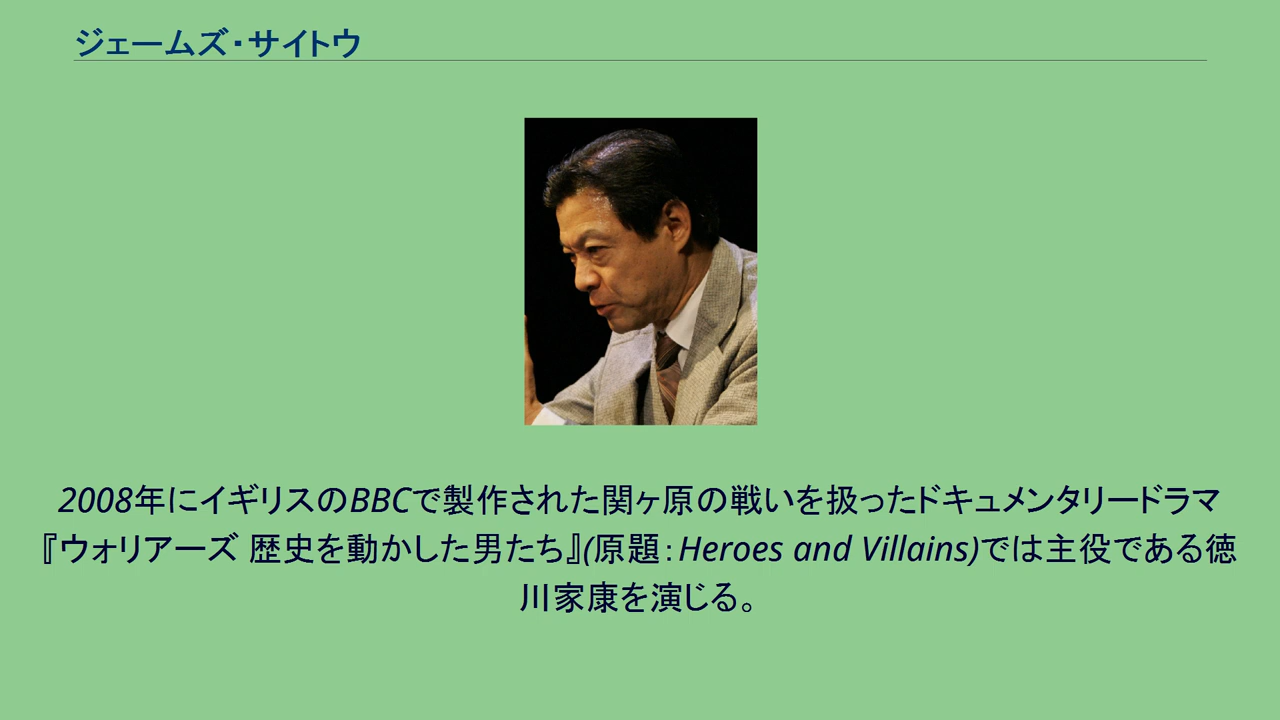 ジェームズ・サイトウ
2008年にイギリスのBBCで製作された関ヶ原の戦いを扱ったドキュメンタリードラマ
『ウォリアーズ 歴史を動かした男たち』(原題：Heroes and Villains)では主役である徳
川家康を演じる。